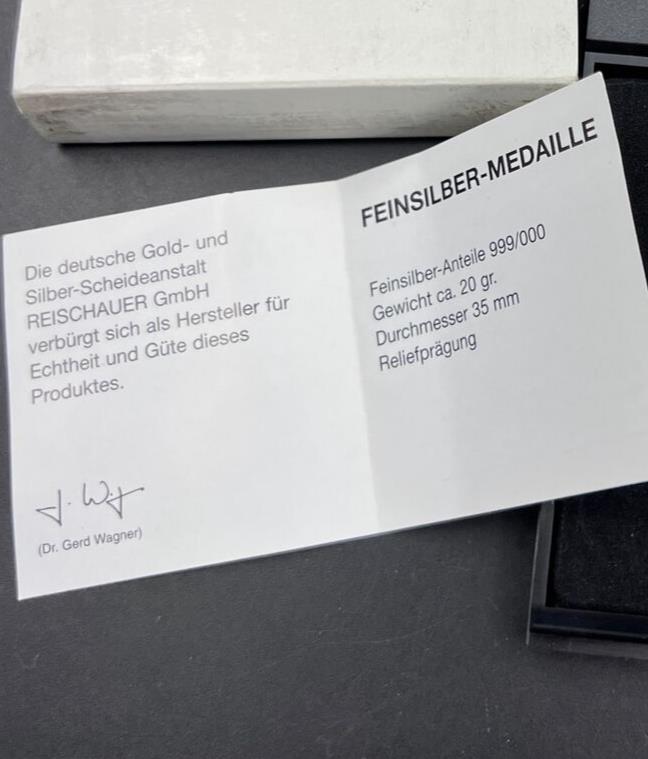 Die deutsche Gold- und
Silber-Scheideanstalt
REISCHAUER GmbH
verbürgt sich als Hersteller für
Echtheit und Güte dieses
Produktes.
(Dr. Gerd Wagner)
FEINSILBER-MEDAILLE
Feinsilber-Anteile 999/000
Gewicht ca. 20 gr.
Durchmesser 35 mm
Reliefprägung